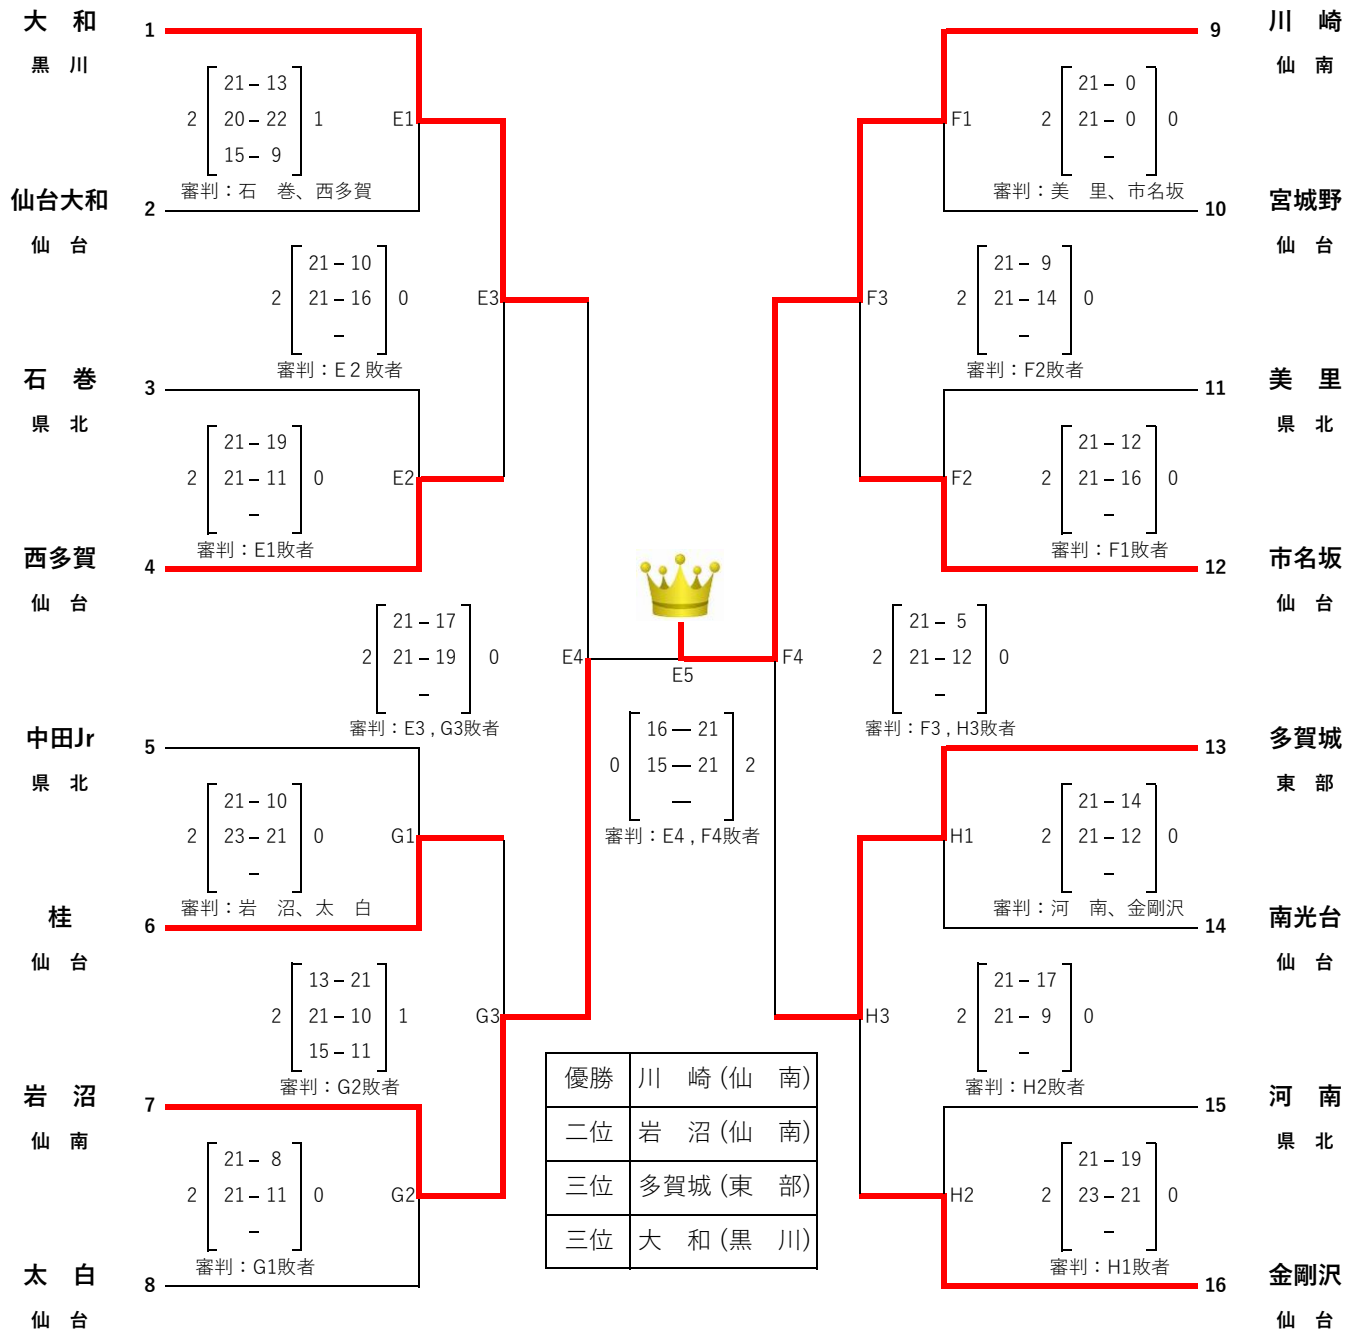 大　和
1
黒　川
21 – 13
2 20 – 22 1
15 – 9
E1
審判：石　巻、西多賀
仙台大和
2
仙　台
21 – 10
2 21 – 16 0
–
E3
審判：E２敗者
石　巻
3
県　北
21 – 19
2 21 – 11 0
–
E2
審判：E1敗者
西多賀
4
仙　台
21 – 17
2 21 – 19 0
–
E4
審判：E3 , G3敗者
中田Jr
5
県　北
21 – 10
2 23 – 21 0
–
G1
審判：岩　沼、太　白
桂
6
仙　台
13 – 21
2 21 – 10 1
15 – 11
G3
審判：G2敗者
岩　沼
7
仙　南
21 – 8
2 21 – 11 0
–
G2
審判：G1敗者
太　白
8
仙　台
E5
16 — 21
0 15 — 21 2
—
審判：E4 , F4敗者
優勝 川　崎 (仙　南)
二位 岩　沼 (仙　南)
三位 多賀城 (東　部)
三位 大　和 (黒　川)
9
川　崎
仙　南
F1
21 – 0
2 21 – 0 0
–
審判：美　里、市名坂
10
宮城野
仙　台
F3
21 – 9
2 21 – 14 0
–
審判：F2敗者
11
美　里
県　北
F2
21 – 12
2 21 – 16 0
–
審判：F1敗者
12
市名坂
仙　台
F4
21 – 5
2 21 – 12 0
–
審判：F3 , H3敗者
13
多賀城
東　部
H1
21 – 14
2 21 – 12 0
–
審判：河　南、金剛沢
14
南光台
仙　台
H3
21 – 17
2 21 – 9 0
–
審判：H2敗者
15
河　南
県　北
H2
21 – 19
2 23 – 21 0
–
審判：H1敗者
16
金剛沢
仙　台